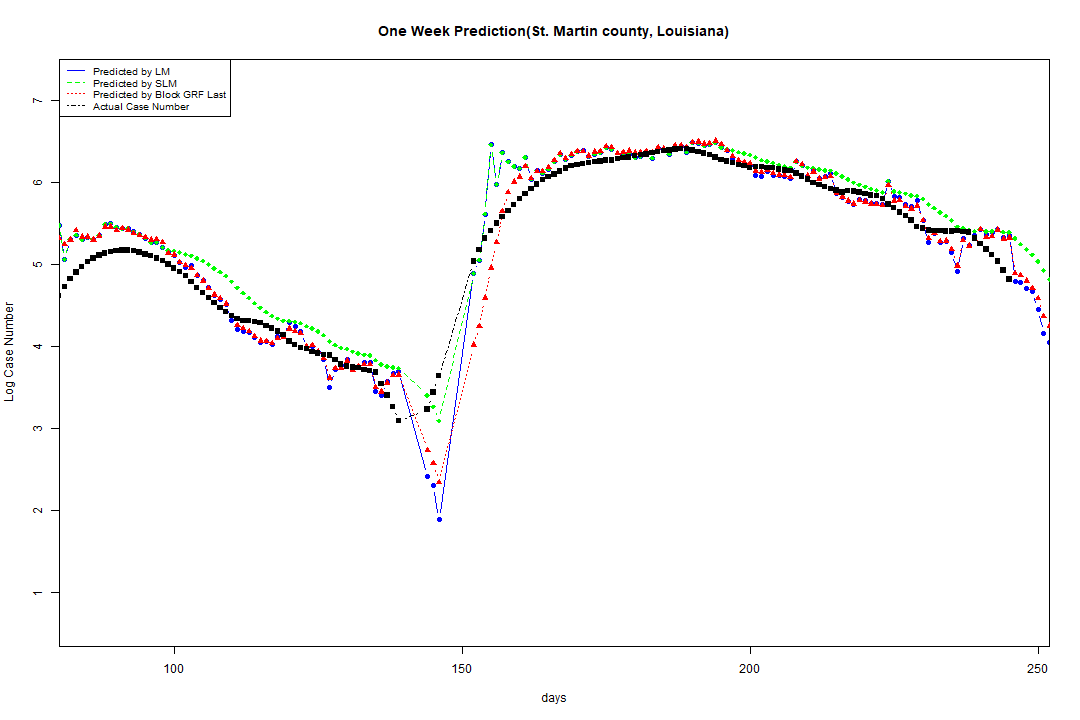 One Week Prediction(St. Martin county, Louisiana)
Predicted by LM
Predicted by SLM
Predicted by Block GRF Last
Actual Case Number
7
6
5
4
3
2
1
Log Case Number
100 150 200 250
days